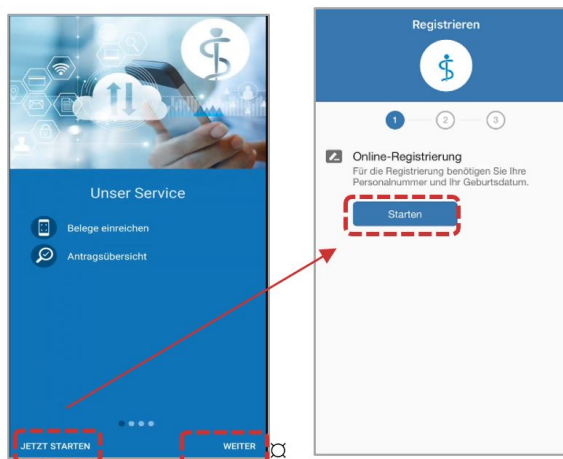 Unser Service
Belege einreichen
Antragsübersicht
JETZT STARTEN
WEITER
Registrieren
1
2
3
Online-Registrierung
Für die Registrierung benötigen Sie Ihre
Personalnummer und Ihr Geburtsdatum.
Starten